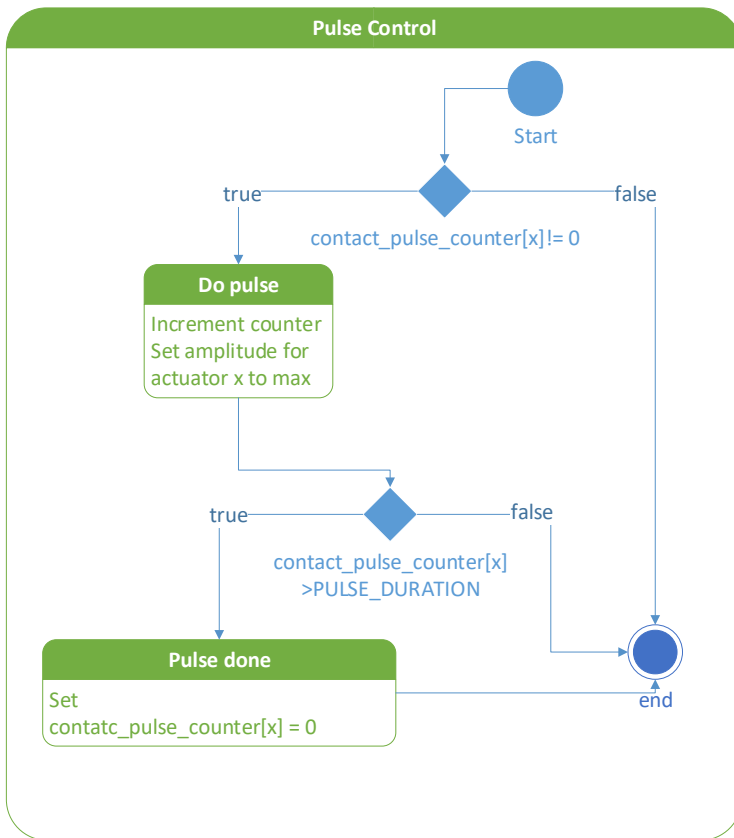 Pulse Control
Start
true
false
contact_pulse_counter[x]!= 0
Do pulse
Increment counter
Set amplitude for
actuator x to max
true
false
contact_pulse_counter[x]
>PULSE_DURATION
Pulse done
Set
contatc_pulse_counter[x] = 0
end